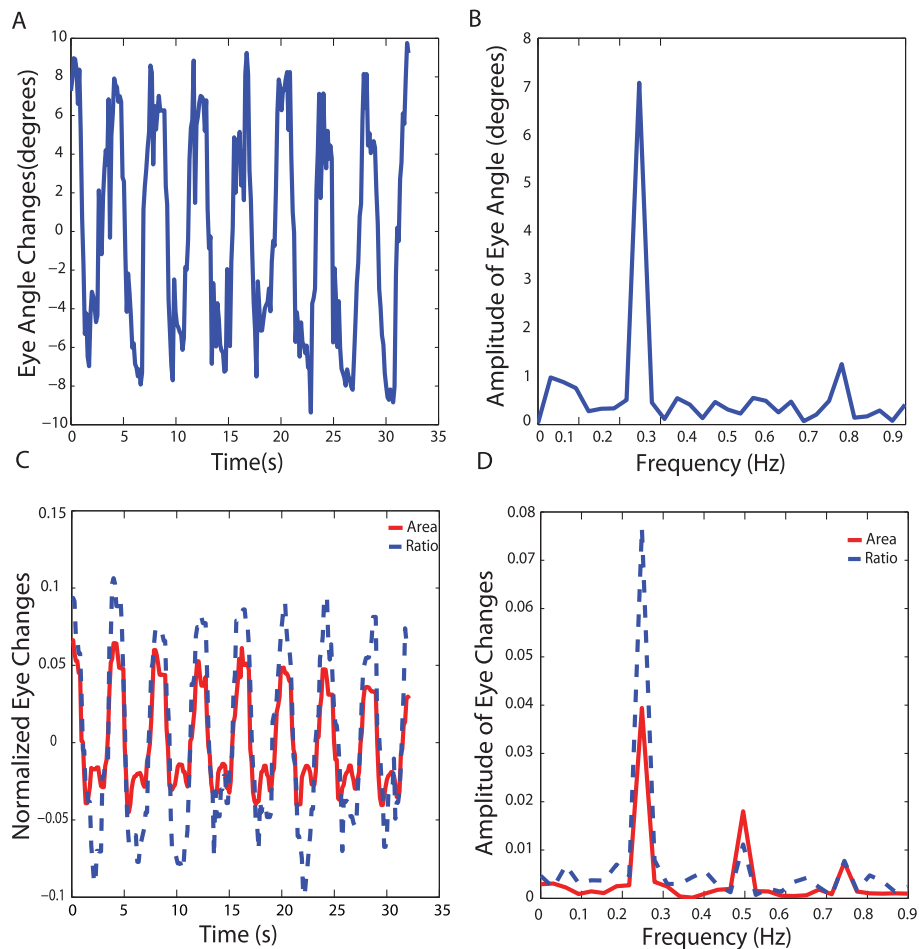 A
10
8
6
4
2
0
−2
−4
−6
−8
−10
Eye Angle Changes(degrees)
0 5 10 15 20 25 30 35
Time(s)
B
8
7
6
5
4
3
2
1
0
Amplitude of Eye Angle (degrees)
0 0.1 0.2 0.3 0.4 0.5 0.6 0.7 0.8 0.9
Frequency (Hz)
C
0.15
0.1
0.05
0
−0.05
−0.1
Normalized Eye Changes
Area
Ratio
0 5 10 15 20 25 30 35
Time (s)
D
0.08
0.07
0.06
0.05
0.04
0.03
0.02
0.001
0
Amplitude of Eye Changes
Area
Ratio
0 0.1 0.2 0.3 0.4 0.5 0.6 0.7 0.8 0.9
Frequency (Hz)